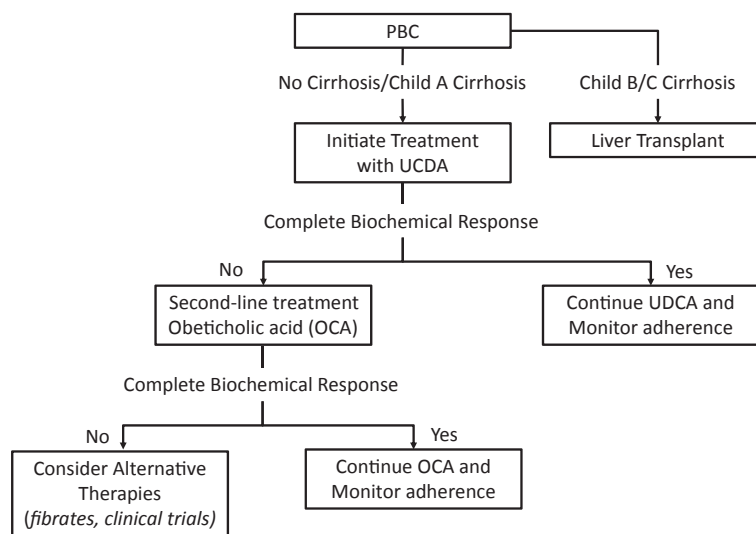 PBC
No Cirrhosis/Child A Cirrhosis
Child B/C Cirrhosis
Initiate Treatment
with UCDA
Liver Transplant
Complete Biochemical Response
No
Yes
Second-line treatment
Obeticholic acid (OCA)
Continue UDCA and
Monitor adherence
Complete Biochemical Response
No
Yes
Consider Alternative
Therapies
(fibrates, clinical trials)
Continue OCA and
Monitor adherence